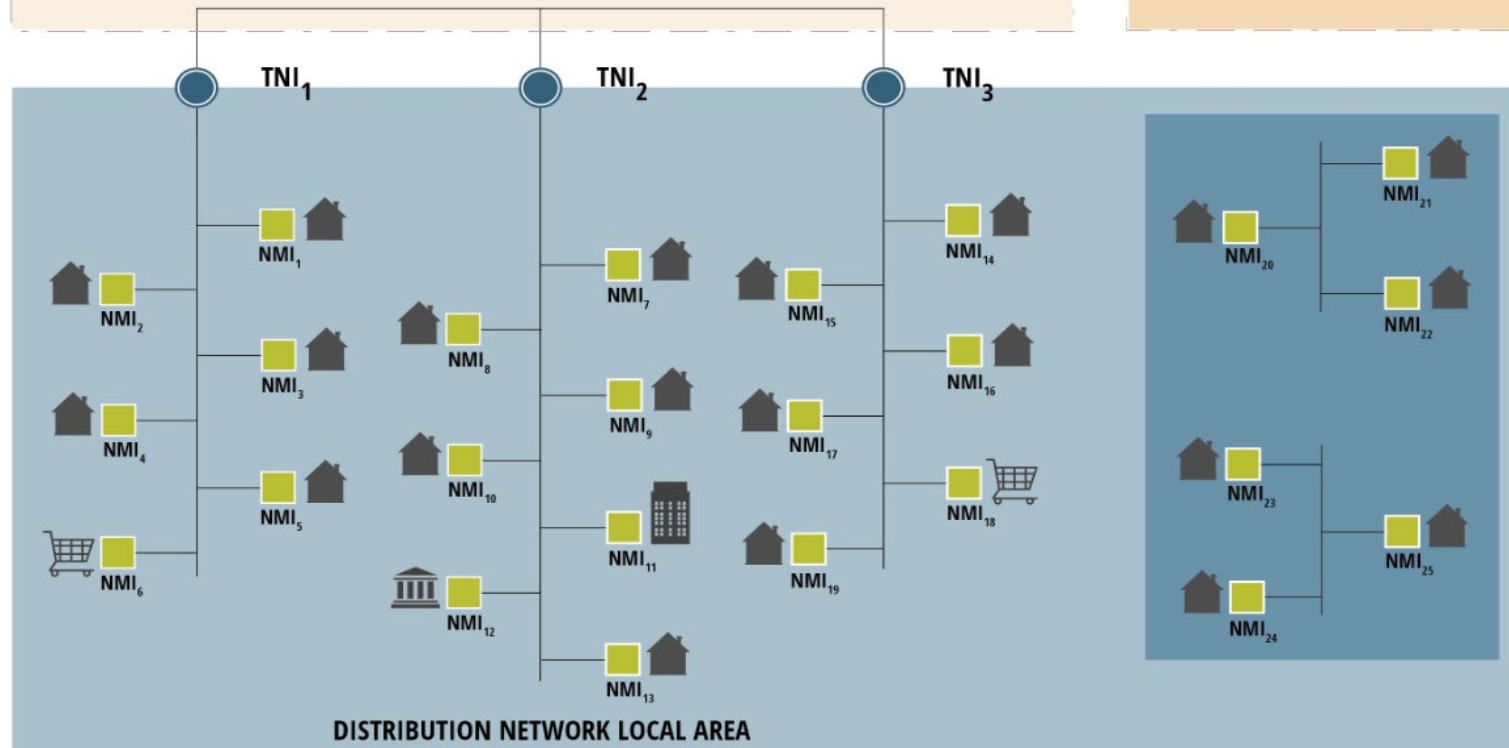 TNI1
TNI2
TNI3
NMI1
NMI2
NMI3
NMI4
NMI5
NMI6
NMI7
NMI8
NMI9
NMI10
NMI11
NMI12
NMI13
NMI14
NMI15
NMI16
NMI17
NMI18
NMI19
NMI20
NMI21
NMI22
NMI23
NMI24
NMI25
DISTRIBUTION NETWORK LOCAL AREA